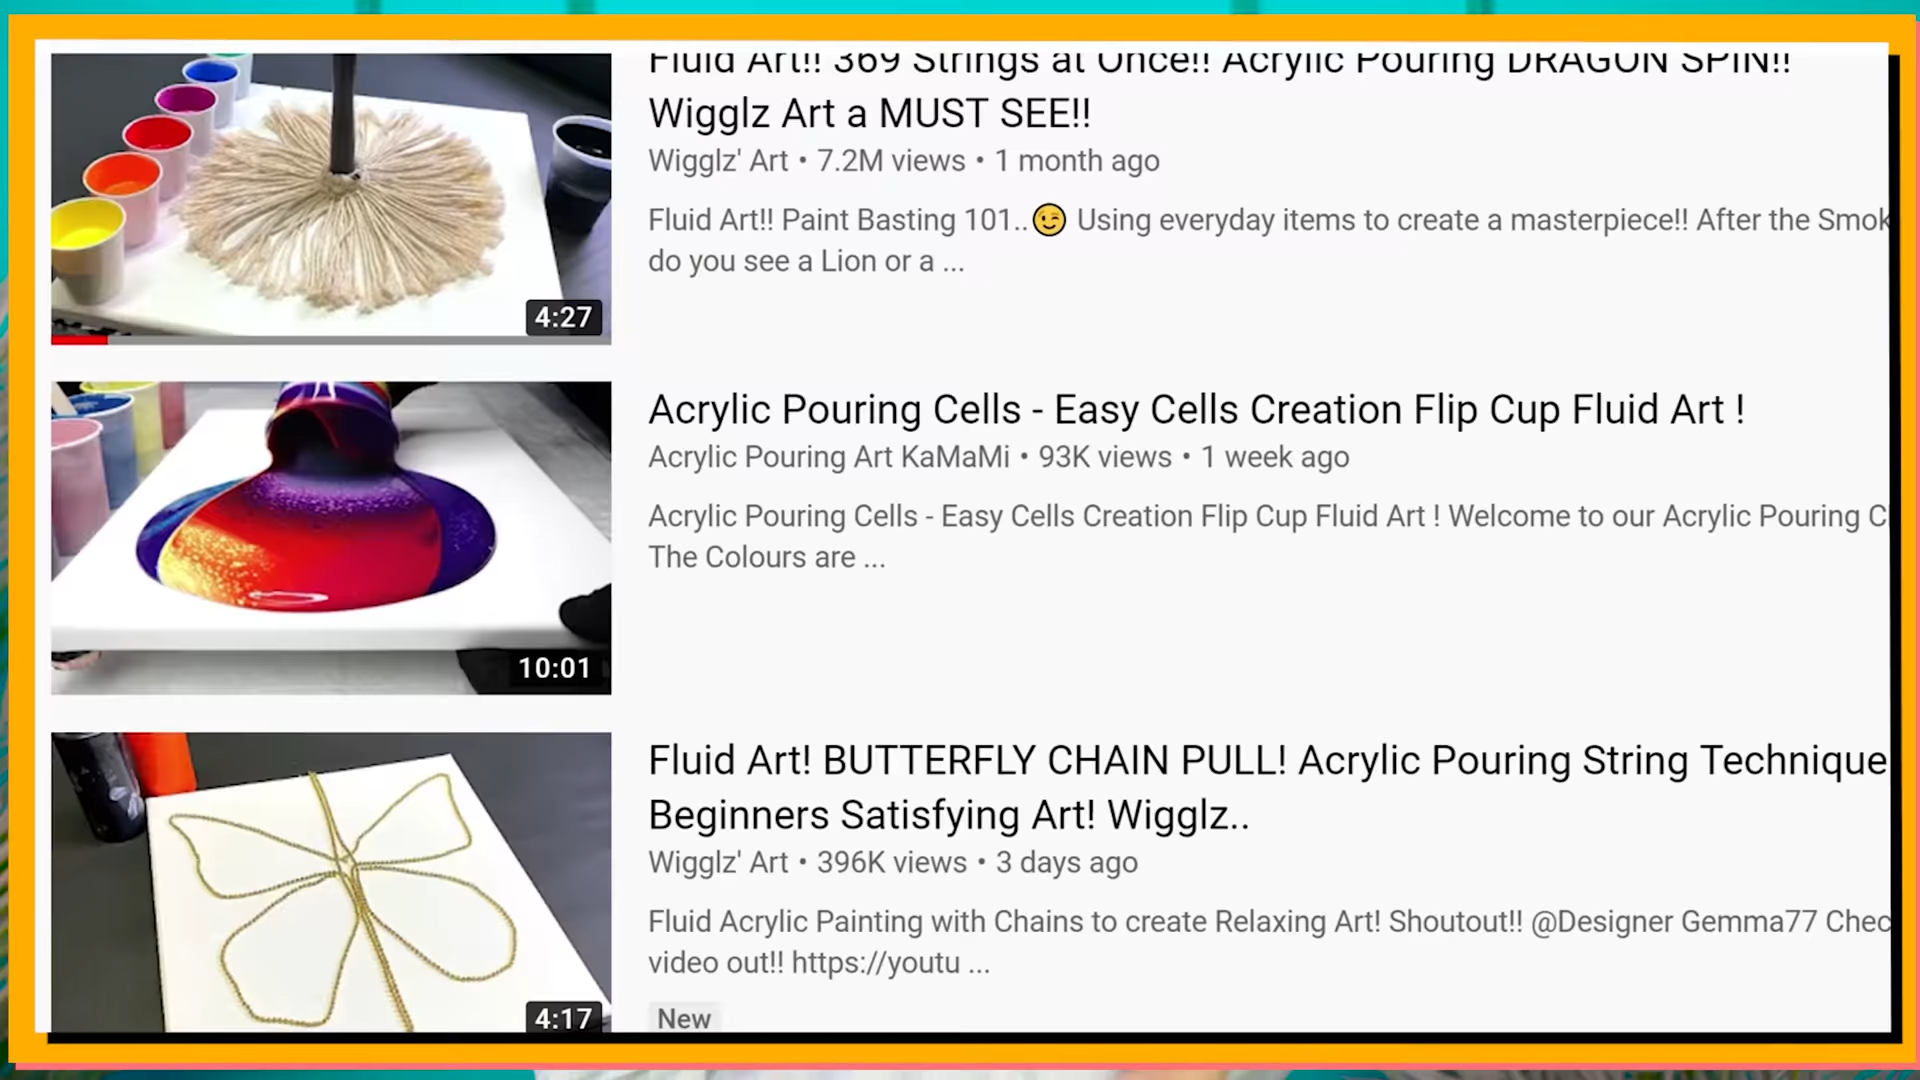 Fluid Art!! 369 Strings at Once!! Acrylic Pouring DRAGON SPIN!!
Wigglz Art a MUST SEE!!
Wigglz' Art • 7.2M views • 1 month ago
Fluid Art!! Paint Basting 101..😉 Using everyday items to create a masterpiece!! After the Smok
do you see a Lion or a ...
4:27
Acrylic Pouring Cells - Easy Cells Creation Flip Cup Fluid Art !
Acrylic Pouring Art KaMaMi • 93K views • 1 week ago
Acrylic Pouring Cells - Easy Cells Creation Flip Cup Fluid Art ! Welcome to our Acrylic Pouring C
The Colours are ...
10:01
Fluid Art! BUTTERFLY CHAIN PULL! Acrylic Pouring String Technique
Beginners Satisfying Art! Wigglz..
Wigglz' Art • 396K views • 3 days ago
Fluid Acrylic Painting with Chains to create Relaxing Art! Shoutout!! @Designer Gemma77 Chec
video out!! https://youtu ...
4:17
New